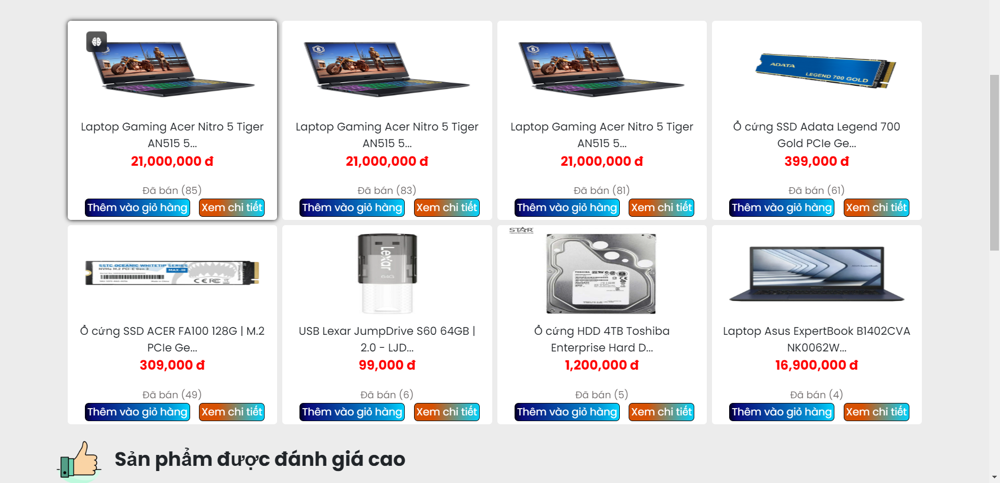 Laptop Gaming Acer Nitro 5 Tiger
AN515 5...
21,000,000 đ
Đã bán (85)
Thêm vào giỏ hàng
Xem chi tiết
Laptop Gaming Acer Nitro 5 Tiger
AN515 5...
21,000,000 đ
Đã bán (83)
Thêm vào giỏ hàng
Xem chi tiết
Laptop Gaming Acer Nitro 5 Tiger
AN515 5...
21,000,000 đ
Đã bán (81)
Thêm vào giỏ hàng
Xem chi tiết
ADATA
LEGEND 700 GOLD
Ổ cứng SSD Adata Legend 700
Gold PCIe Ge...
399,000 đ
Đã bán (61)
Thêm vào giỏ hàng
Xem chi tiết
SSTC OCEANIC WHITETIP SERIES
NVMe M.2 PCI-E Gen 3
MAX-III
Ổ cứng SSD ACER FA100 128G | M.2
PCIe Ge...
309,000 đ
Đã bán (49)
Thêm vào giỏ hàng
Xem chi tiết
Lexar
64G
USB Lexar JumpDrive S60 64GB |
2.0 - LJD...
99,000 đ
Đã bán (6)
Thêm vào giỏ hàng
Xem chi tiết
STAR
TOSHIBA
Ổ cứng HDD 4TB Toshiba
Enterprise Hard D...
1,200,000 đ
Đã bán (5)
Thêm vào giỏ hàng
Xem chi tiết
ASUS ExpertBook
Laptop Asus ExpertBook B1402CVA
NK0062W...
16,900,000 đ
Đã bán (4)
Thêm vào giỏ hàng
Xem chi tiết
Sản phẩm được đánh giá cao